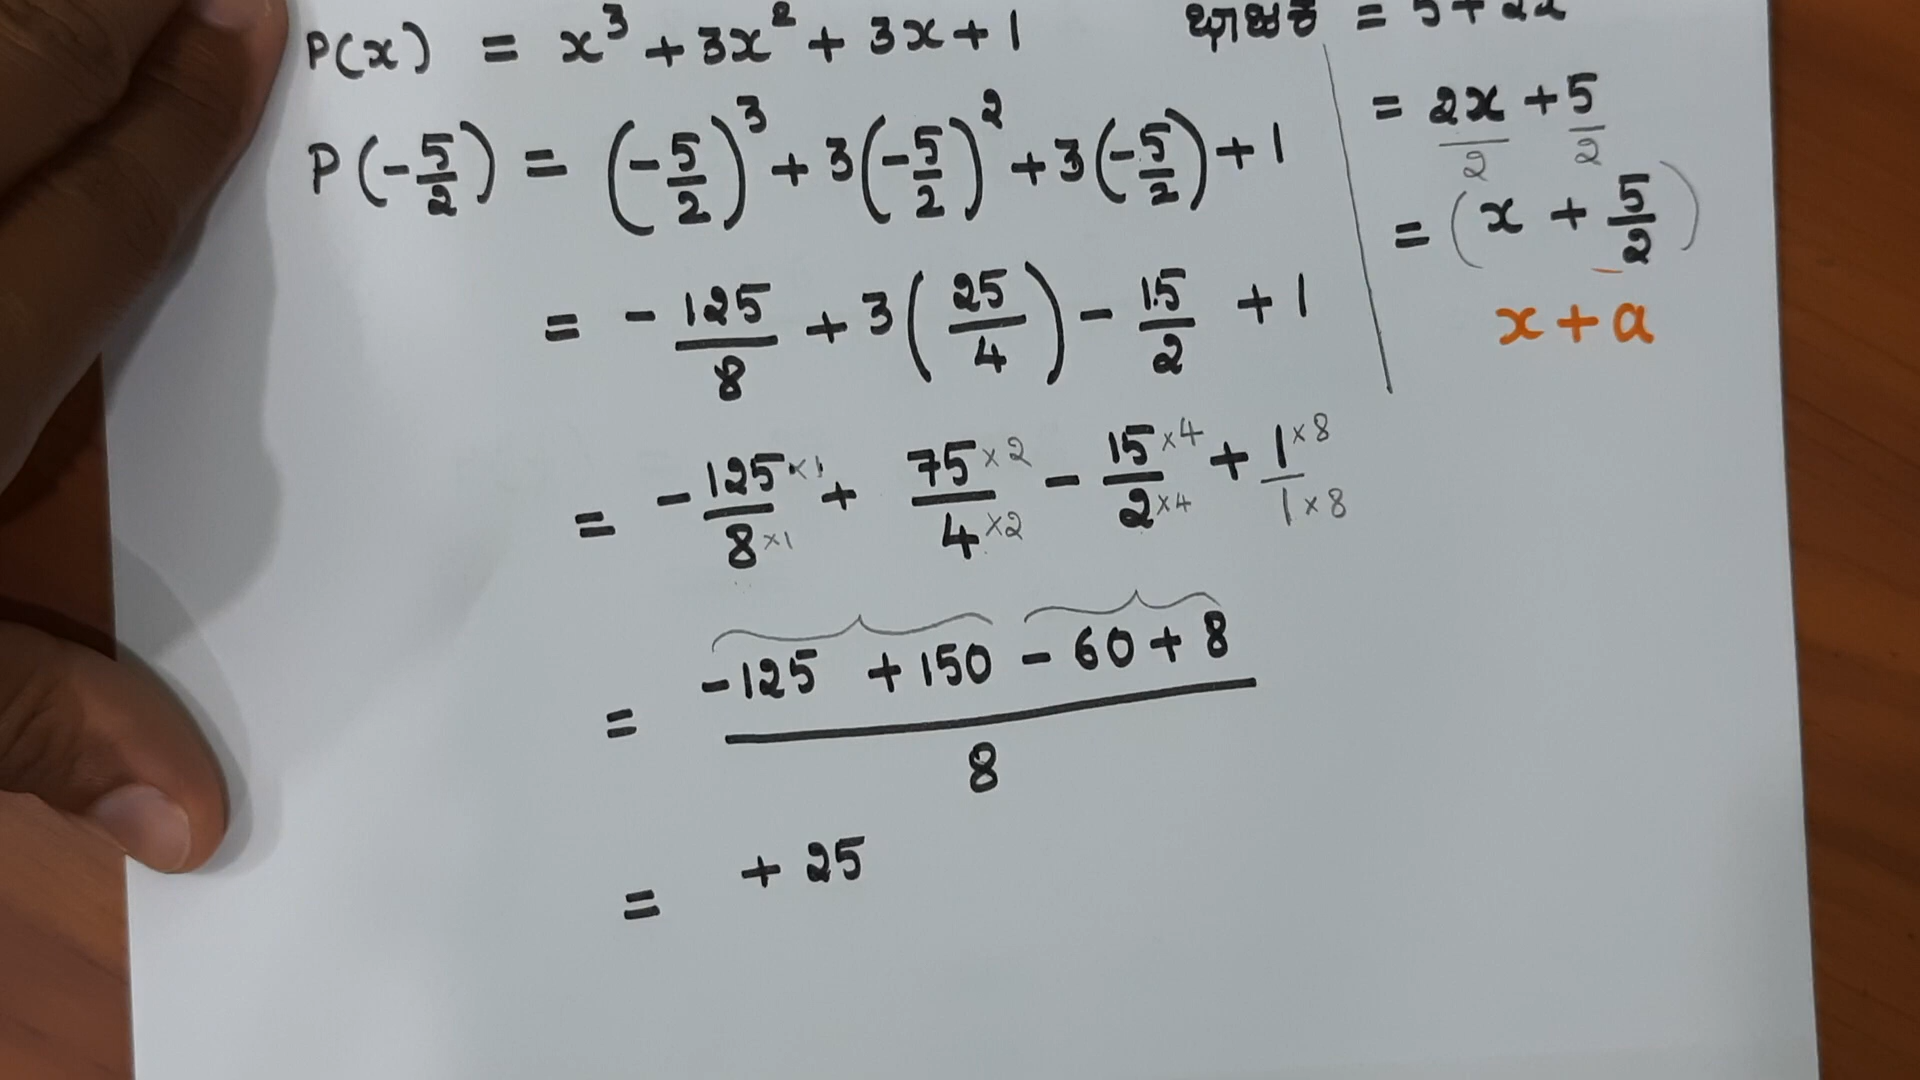 P(x) = x³ + 3x² + 3x + 1
P(-5/2) = (-5/2)³ + 3(-5/2)² + 3(-5/2) + 1
= -125/8 + 3(25/4) - 15/2 + 1
= -125×1/8×1 + 75×2/4×2 - 15×4/2×4 + 1×8/1×8
= -125 + 150 - 60 + 8/8
= + 25
= 5 + 2x
= 2x/2 + 5/2
= (x + 5/2)
x + a